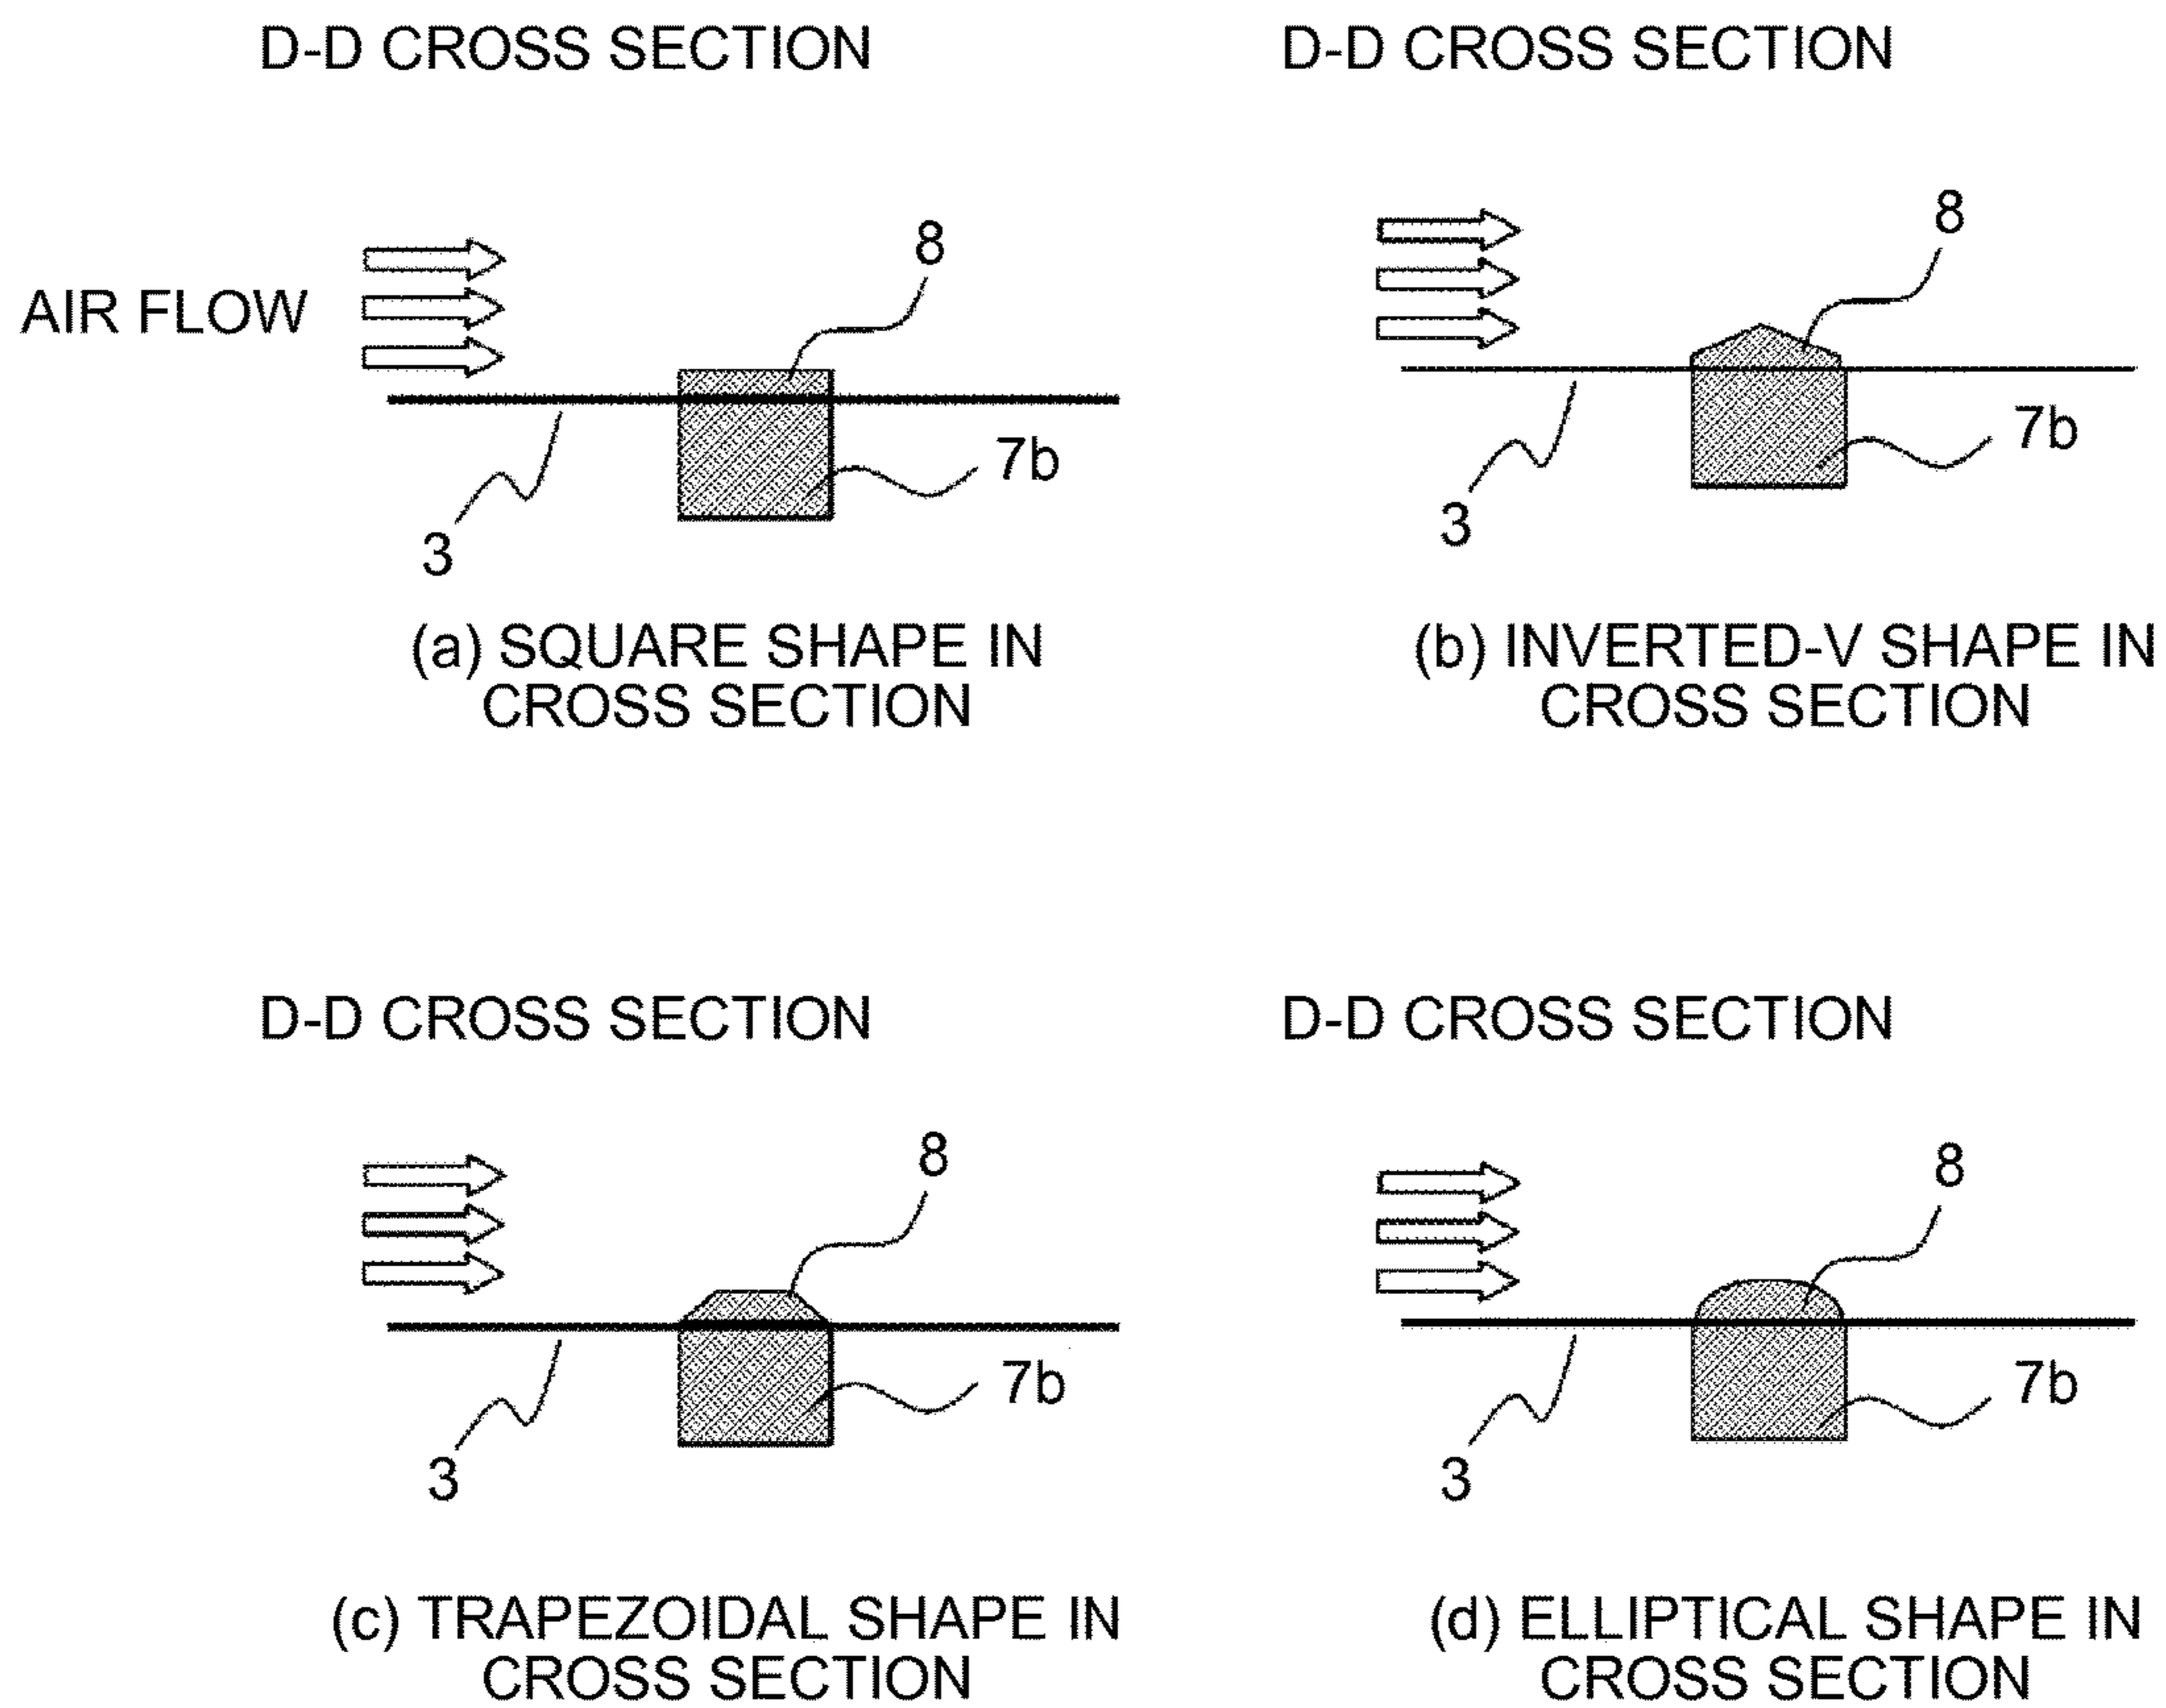 D-D CROSS SECTION
D-D CROSS SECTION
AIR FLOW
8
7b
3
8
7b
3
(a) SQUARE SHAPE IN
CROSS SECTION
(b) INVERTED-V SHAPE IN
CROSS SECTION
D-D CROSS SECTION
D-D CROSS SECTION
8
7b
3
8
7b
3
(c) TRAPEZOIDAL SHAPE IN
CROSS SECTION
(d) ELLIPTICAL SHAPE IN
CROSS SECTION